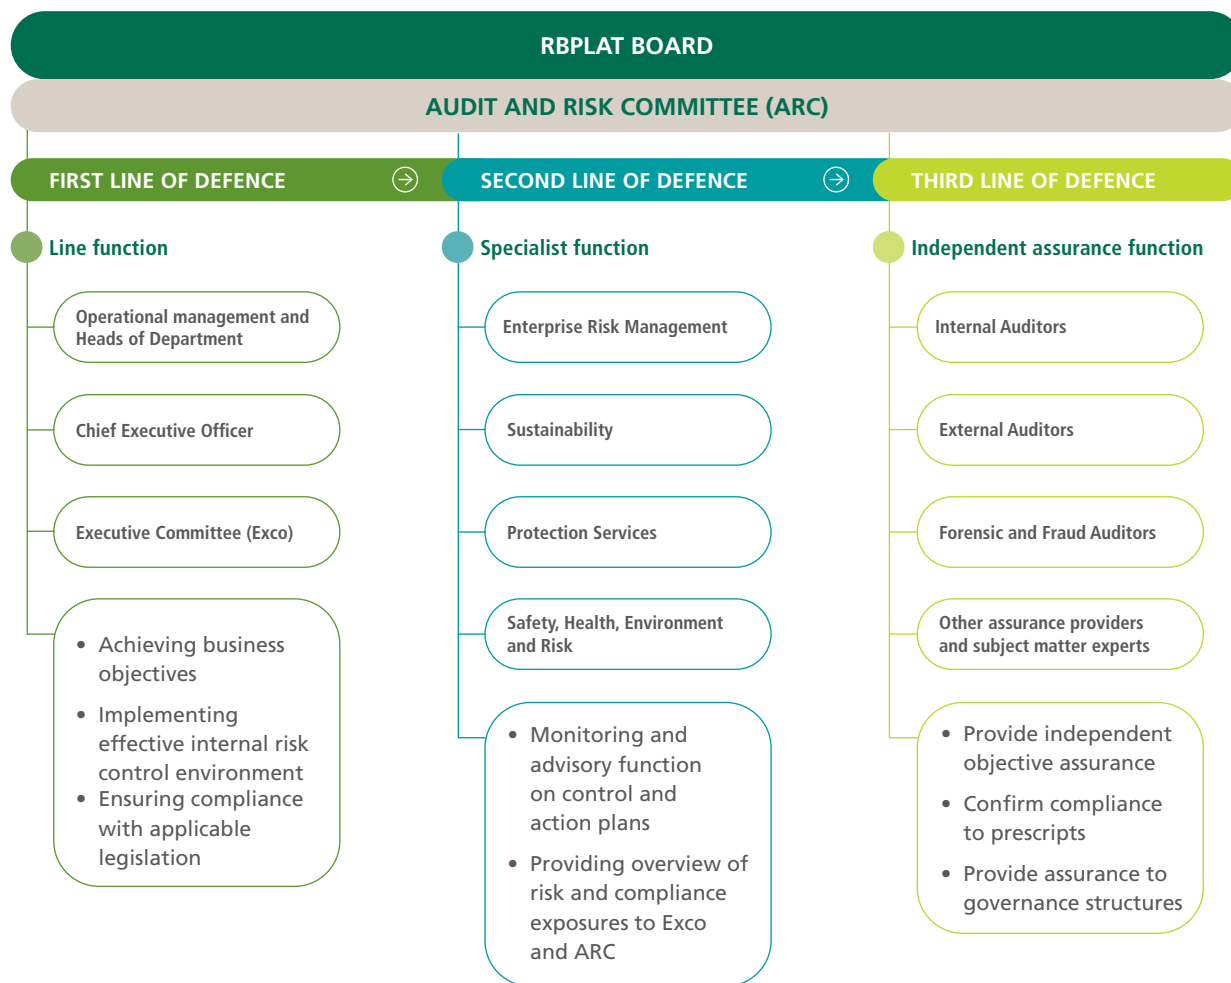 RBPLAT BOARD
AUDIT AND RISK COMMITTEE (ARC)
FIRST LINE OF DEFENCE
Line function
Operational management and
Heads of Department
Chief Executive Officer
Executive Committee (Exco)
• Achieving business
objectives
• Implementing
effective internal risk
control environment
• Ensuring compliance
with applicable
legislation
SECOND LINE OF DEFENCE
Specialist function
Enterprise Risk Management
Sustainability
Protection Services
Safety, Health, Environment
and Risk
• Monitoring and
advisory function
on control and
action plans
• Providing overview of
risk and compliance
exposures to Exco
and ARC
THIRD LINE OF DEFENCE
Independent assurance function
Internal Auditors
External Auditors
Forensic and Fraud Auditors
Other assurance providers
and subject matter experts
• Provide independent
objective assurance
• Confirm compliance
to prescripts
• Provide assurance to
governance structures